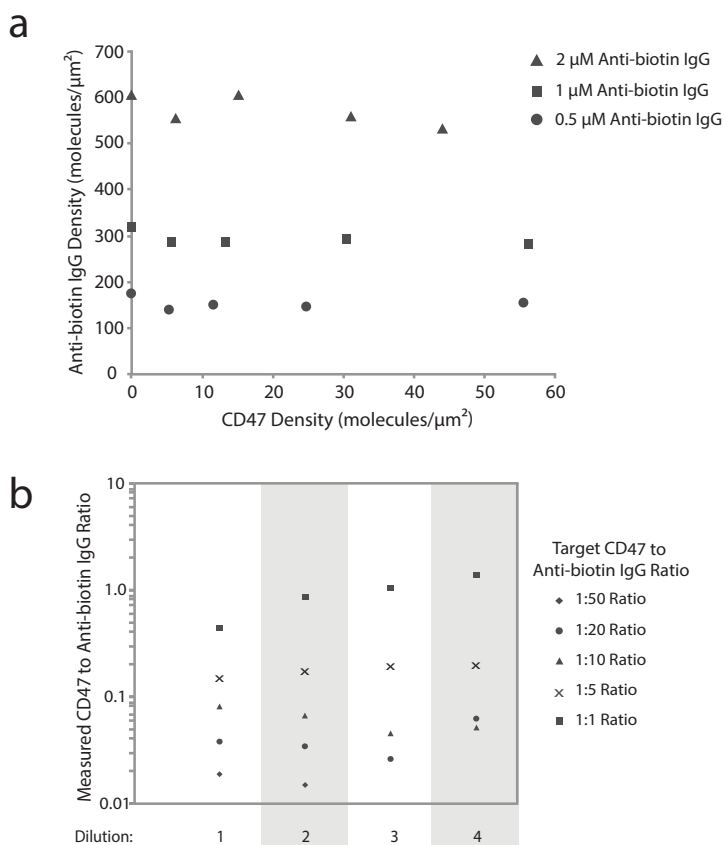 a
Anti-biotin IgG Density (molecules/μm²)
700
600
500
400
300
200
100
0
0 10 20 30 40 50 60
CD47 Density (molecules/μm²)
2 μM Anti-biotin IgG
1 μM Anti-biotin IgG
0.5 μM Anti-biotin IgG
b
Measured CD47 to Anti-biotin IgG Ratio
10
1.0
0.1
0.01
Dilution: 1 2 3 4
Target CD47 to
Anti-biotin IgG Ratio
1:50 Ratio
1:20 Ratio
1:10 Ratio
1:5 Ratio
1:1 Ratio